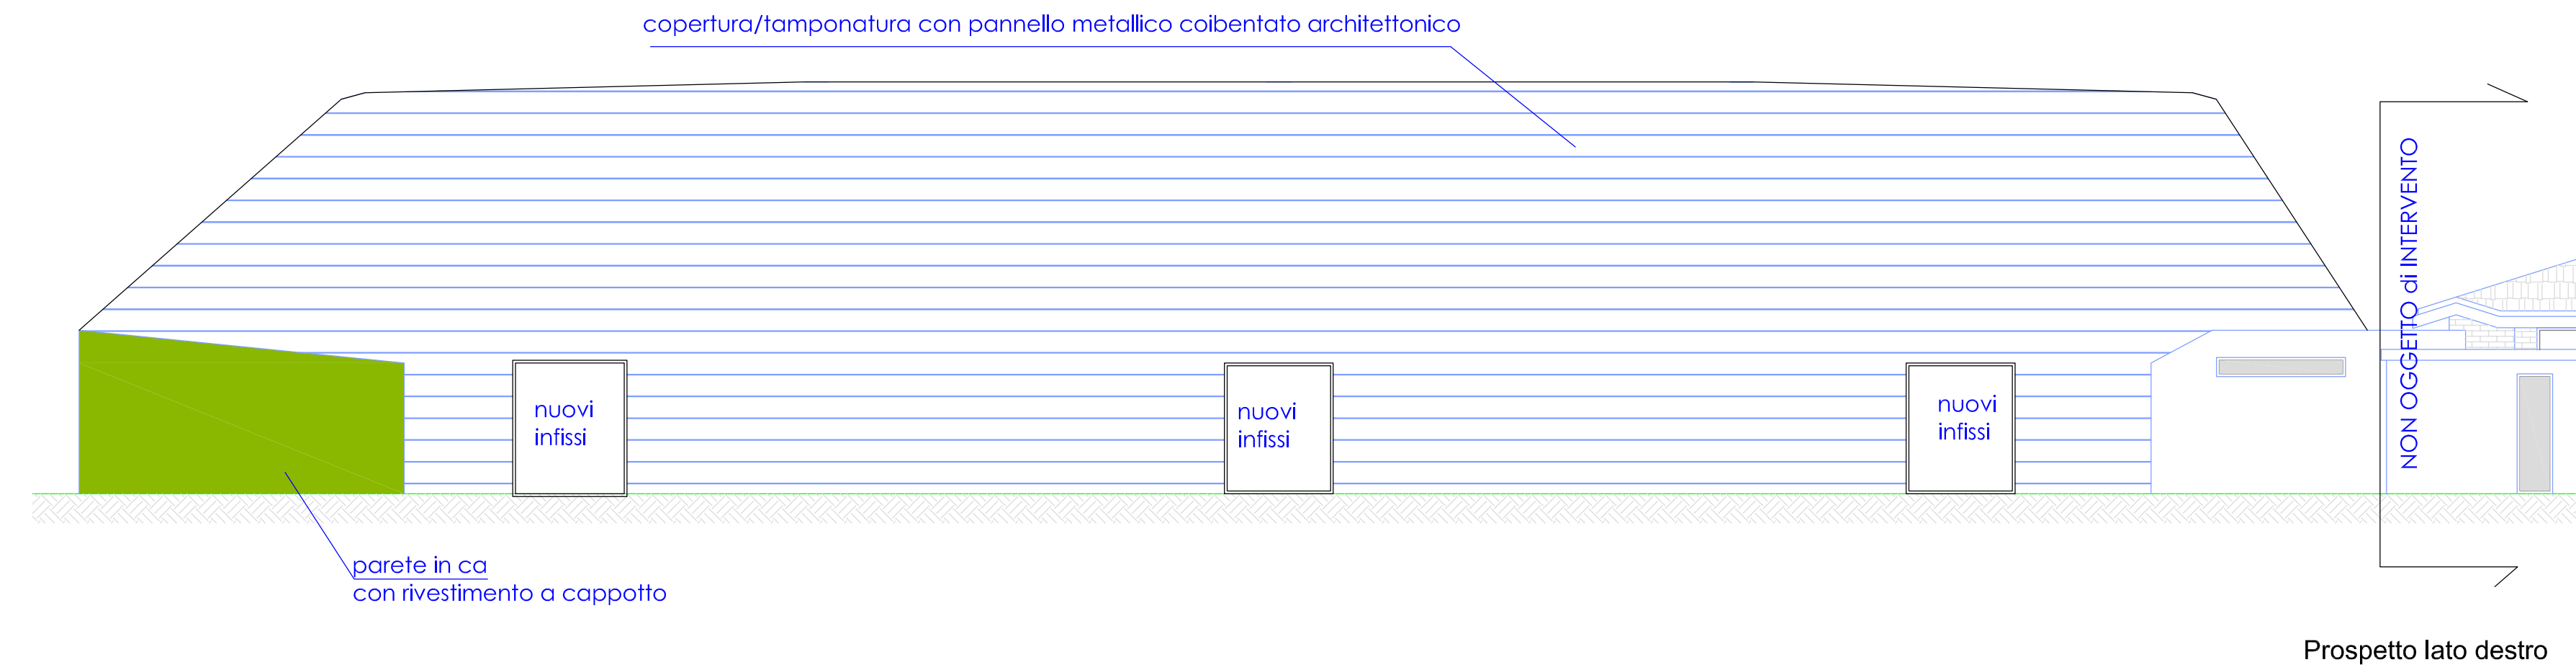 copertura/tamponatura con pannello metallico coibentato architettonico
NON OGGETTO di INTERVENTO
nuovi
infissi
nuovi
infissi
nuovi
infissi
parete in ca
con rivestimento a cappotto
Prospetto lato destro